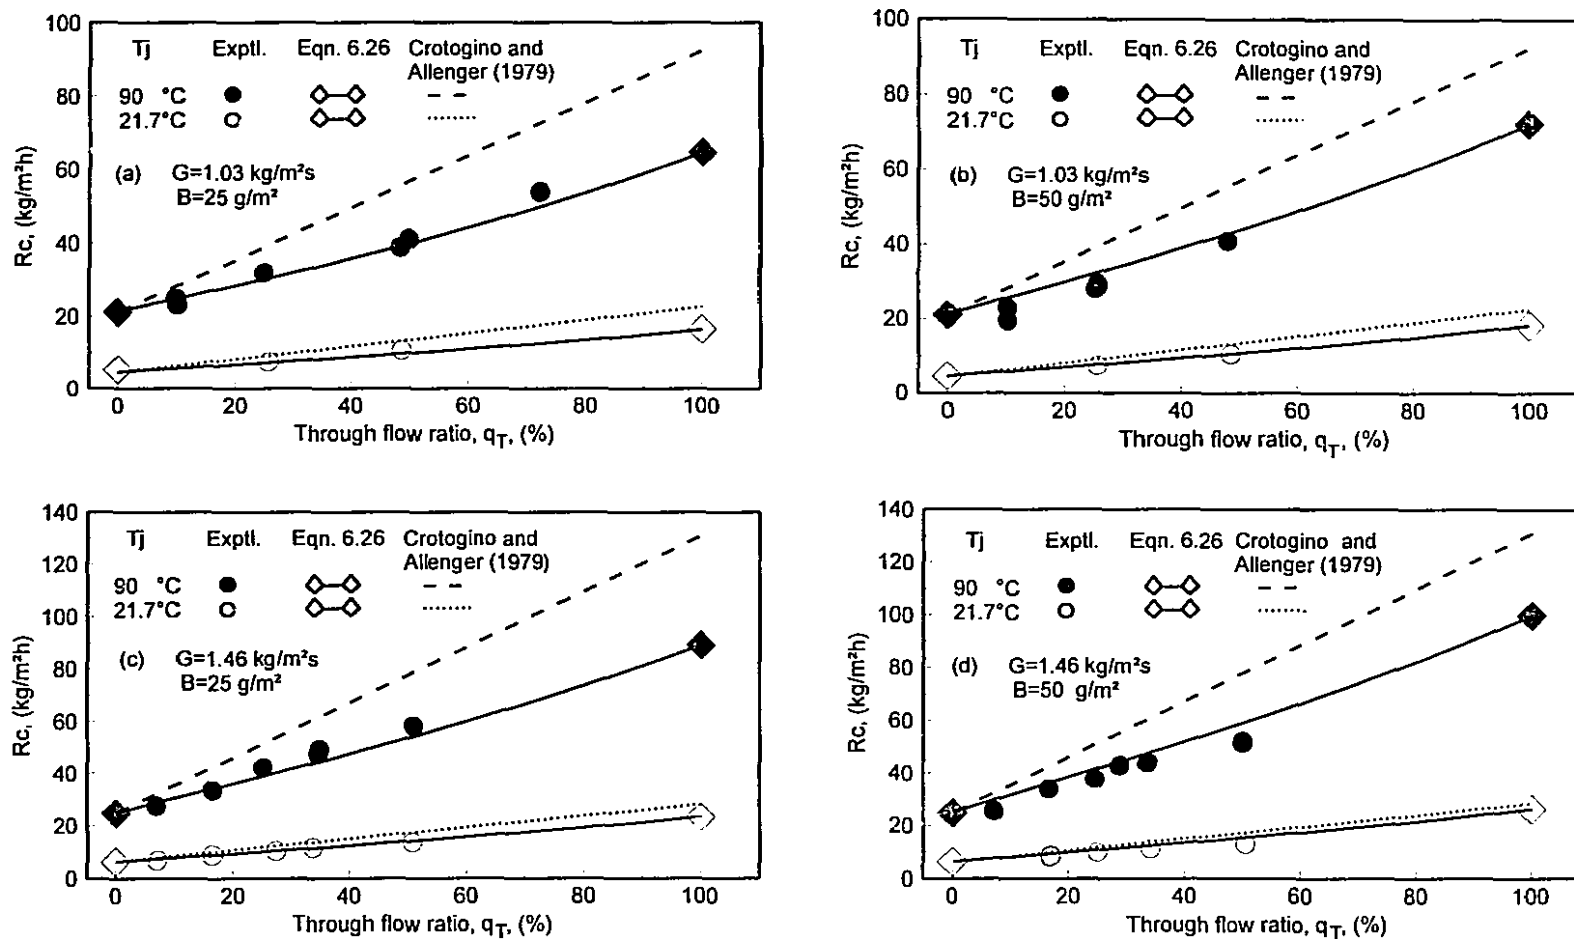 100
80
60
40
20
0
Rc, (kg/m²h)
Tj Exptl. Eqn. 6.26 Crotogino and
Allenger (1979)
90 °C
21.7°C
(a) G=1.03 kg/m²s
B=25 g/m²
0 20 40 60 80 100
Through flow ratio, qT, (%)
100
80
60
40
20
0
Rc, (kg/m²h)
Tj Exptl. Eqn. 6.26 Crotogino and
Allenger (1979)
90 °C
21.7°C
(b) G=1.03 kg/m²s
B=50 g/m²
0 20 40 60 80 100
Through flow ratio, qT, (%)
140
120
100
80
60
40
20
0
Rc, (kg/m²h)
Tj Exptl. Eqn. 6.26 Crotogino and
Allenger (1979)
90 °C
21.7°C
(c) G=1.46 kg/m²s
B=25 g/m²
0 20 40 60 80 100
Through flow ratio, qT, (%)
140
120
100
80
60
40
20
0
Rc, (kg/m²h)
Tj Exptl. Eqn. 6.26 Crotogino and
Allenger (1979)
90 °C
21.7°C
(d) G=1.46 kg/m²s
B=50 g/m²
0 20 40 60 80 100
Through flow ratio, qT, (%)